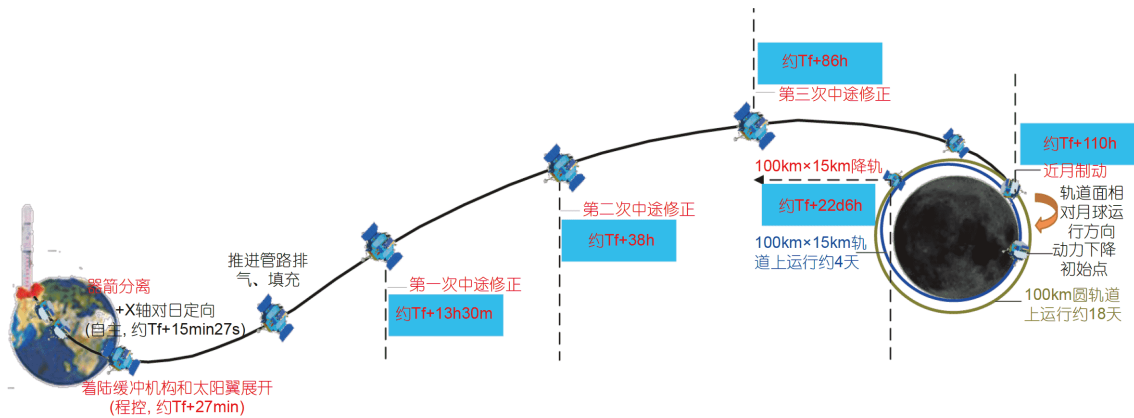 约Tf+86h
第三次中途修正
约Tf+110h
近月制动
轨道面相
对月球运
行方向
动力下降
初始点
100km×15km降轨
约Tf+22d6h
100km×15km轨
道上运行约4天
100km圆轨道
上运行约18天
第二次中途修正
约Tf+38h
第一次中途修正
约Tf+13h30m
推进管路排
气、填充
器箭分离
+X轴对日定向
(自主, 约Tf+15min27s)
着陆缓冲机构和太阳翼展开
(程控, 约Tf+27min)